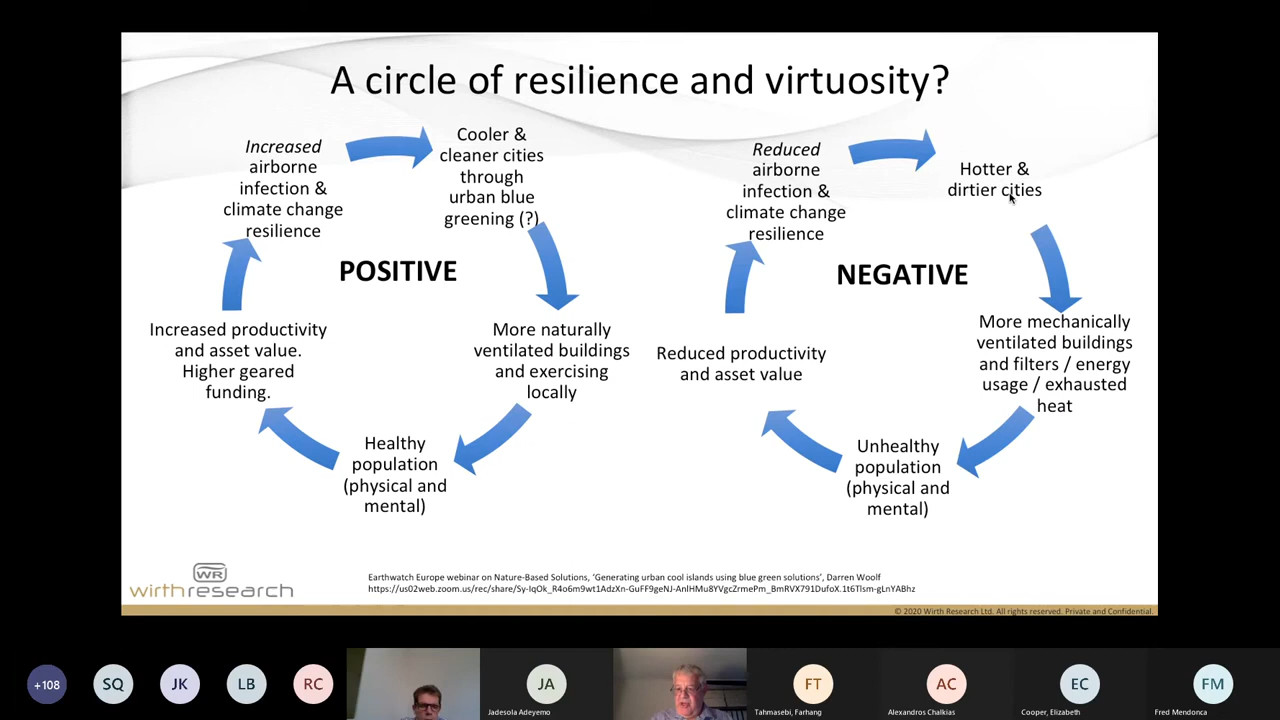 A circle of resilience and virtuosity?
Increased
airborne
infection &
climate change
resilience
Cooler &
cleaner cities
through
urban blue
greening (?)
POSITIVE
Increased productivity
and asset value.
Higher geared
funding.
More naturally
ventilated buildings
and exercising
locally
Healthy
population
(physical and
mental)
Reduced
airborne
infection &
climate change
resilience
Hotter &
dirtier cities
NEGATIVE
Reduced productivity
and asset value
More mechanically
ventilated buildings
and filters / energy
usage / exhausted
heat
Unhealthy
population
(physical and
mental)
WR
wirthresearch
Earthwatch Europe webinar on Nature-Based Solutions, 'Generating urban cool islands using blue green solutions', Darren Woolf
https://us02web.zoom.us/rec/share/Sy-IqOk_R4o6m9wt1AdzXn-GuFF9geNJ-AnlHMu8YVgcZrmePm_BmRVX791DufoX.1t6TIsm-gLnYABhz
© 2020 Wirth Research Ltd. All rights reserved. Private and Confidential.
+108
SQ
JK
LB
RC
JA
Jadesola Adeyemo
FT
Tahmasebi, Farhang
AC
Alexandros Chalkias
EC
Cooper, Elizabeth
FM
Fred Mendonca